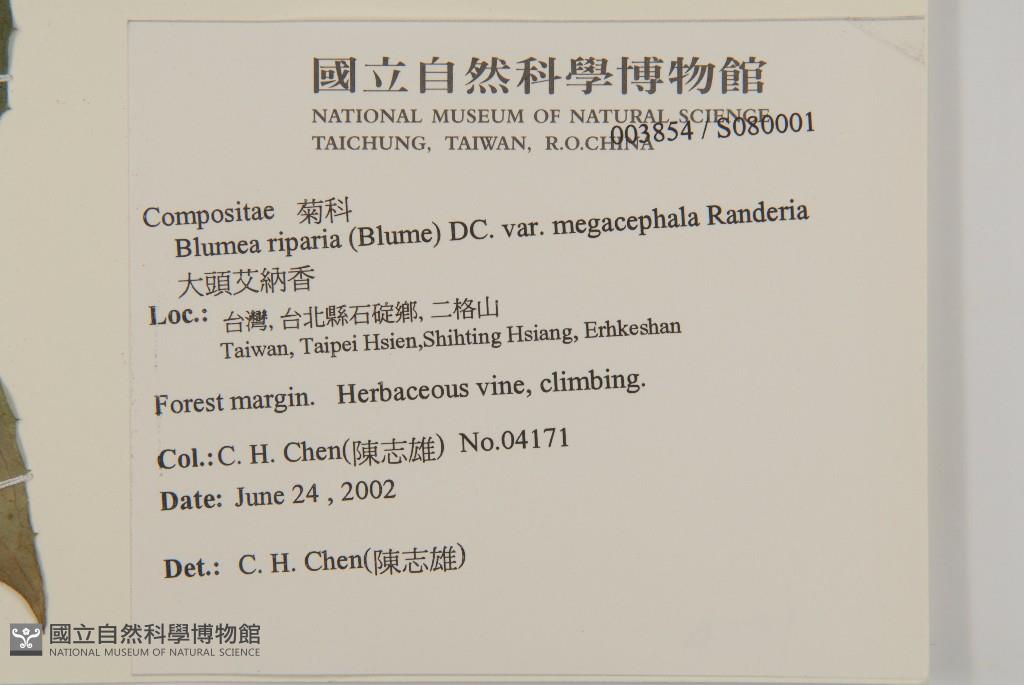 國立自然科學博物館
NATIONAL MUSEUM OF NATURAL SCIENCE
TAICHUNG, TAIWAN, R.O.CHINA
003854 / S080001
Compositae 菊科
Blumea riparia (Blume) DC. var. megacephala Randeria
大頭艾納香
Loc.: 台灣, 台北縣石碇鄉, 二格山
Taiwan, Taipei Hsien,Shihting Hsiang, Erhkeshan
Forest margin. Herbaceous vine, climbing.
Col.: C. H. Chen(陳志雄) No.04171
Date: June 24 , 2002
Det.: C. H. Chen(陳志雄)
國立自然科學博物館
NATIONAL MUSEUM OF NATURAL SCIENCE